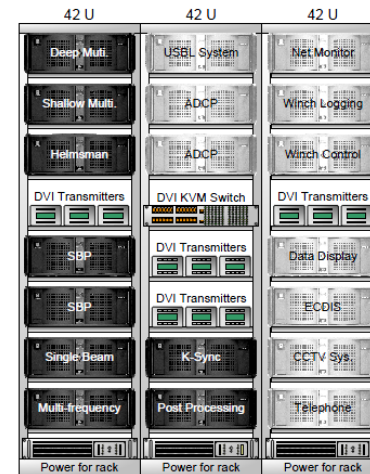 42 U 42 U 42 U
Deep Muti. USBL System Net Monitor
Shallow Multi. ADCP Winch Logging
Helmsman ADCP Winch Control
DVI Transmitters DVI KVM Switch DVI Transmitters
SBP DVI Transmitters Data Display
SBP DVI Transmitters ECDIS
Single Beam K-Sync CCTV Sys.
Multi-frequency Post Processing Telephone
Power for rack Power for rack Power for rack